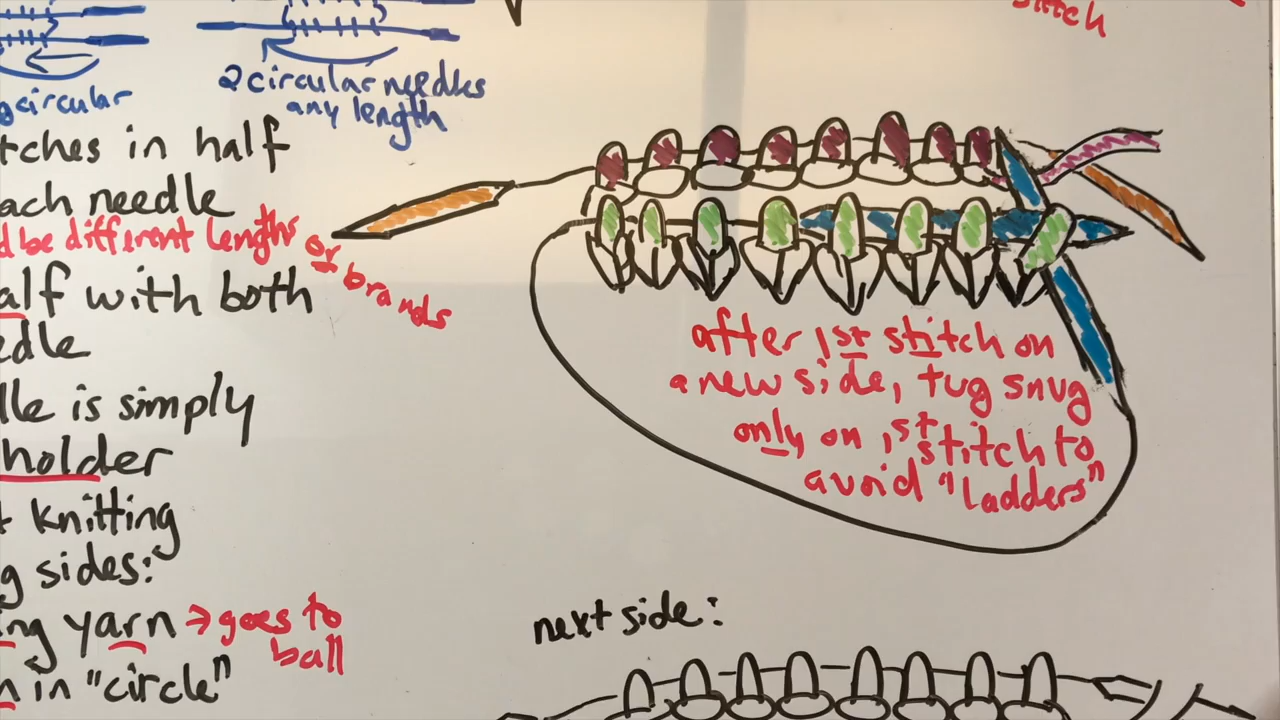 circular
2 circular needles
any length
stitch
tches in half
ach needle
d be different lengths or
brands
alf with both
edle
lle is simply
holder
t knitting
g sides:
ng yarn → goes to
ball
n in "circle"
after 1st stitch on
a new side, tug snug
only on 1st stitch to
avoid "ladders"
next side: